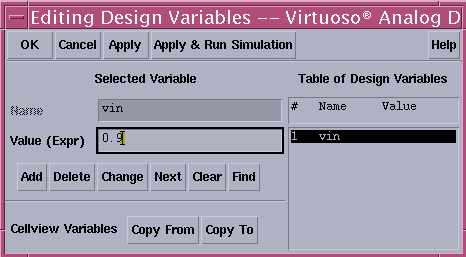 Editing Design Variables -- Virtuoso® Analog D
OK Cancel Apply Apply & Run Simulation Help
Selected Variable
Table of Design Variables
Name vin
# Name Value
Value (Expr) 0.9
1 vin
Add Delete Change Next Clear Find
Cellview Variables Copy From Copy To